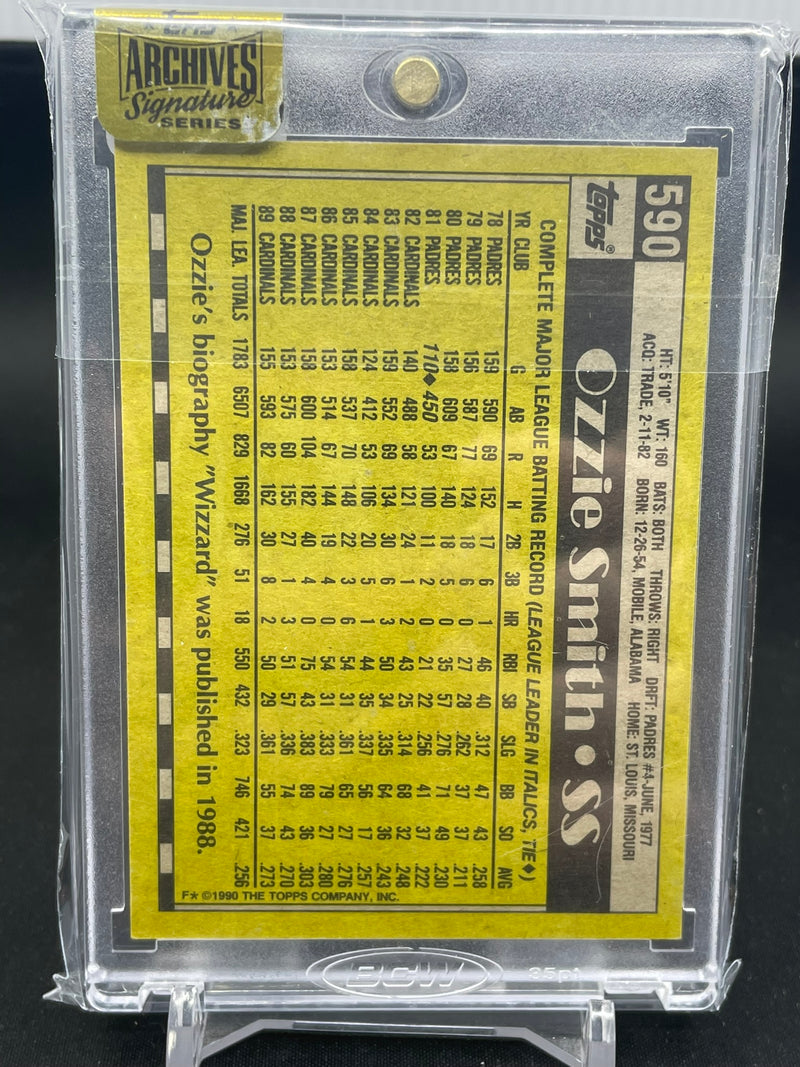 ARCHIVES
Signature
SERIES
590
HT: 5'10" WT: 160 BATS: BOTH THROWS: RIGHT DRFT: PADRES #4-JUNE, 1977
ACQ: TRADE, 2-11-82 BORN: 12-26-54, MOBILE, ALABAMA HOME: ST. LOUIS, MISSOURI
topps®
Ozzie Smith • SS
COMPLETE MAJOR LEAGUE BATTING RECORD (LEAGUE LEADER IN ITALICS, TIE♦)
YR CLUB G AB R H 2B 3B HR RBI SB SLG BB SO AVG
78 PADRES 159 590 69 152 17 6 1 46 40 .312 47 43 .258
79 PADRES 156 587 77 124 18 6 0 27 28 .262 37 37 .211
80 PADRES 158 609 67 140 18 5 0 35 57 .276 71 49 .230
81 PADRES 110♦ 450 53 100 11 2 0 21 22 .256 41 37 .222
82 CARDINALS 140 488 58 121 24 1 2 43 25 .314 68 32 .248
83 CARDINALS 159 552 69 134 30 6 3 50 34 .335 64 36 .243
84 CARDINALS 124 412 53 106 20 5 1 44 35 .337 56 17 .257
85 CARDINALS 158 537 70 148 22 3 6 54 31 .361 65 27 .276
86 CARDINALS 153 514 67 144 19 4 0 54 31 .333 79 27 .280
87 CARDINALS 158 600 104 182 40 4 0 75 43 .383 89 36 .303
88 CARDINALS 153 575 60 155 27 1 3 51 57 .336 74 43 .270
89 CARDINALS 155 593 82 162 30 8 2 50 29 .361 55 37 .273
MAJ. LEA. TOTALS 1783 6507 829 1668 276 51 18 550 432 .323 746 421 .256
Ozzie's biography "Wizzard" was published in 1988.
F★ ©1990 THE TOPPS COMPANY, INC.
BCW
35pt